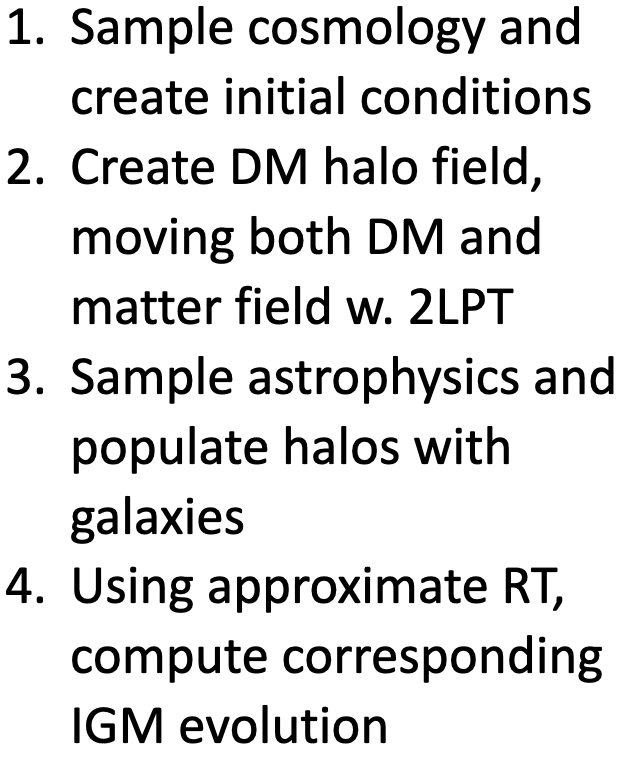 1. Sample cosmology and
create initial conditions
2. Create DM halo field,
moving both DM and
matter field w. 2LPT
3. Sample astrophysics and
populate halos with
galaxies
4. Using approximate RT,
compute corresponding
IGM evolution